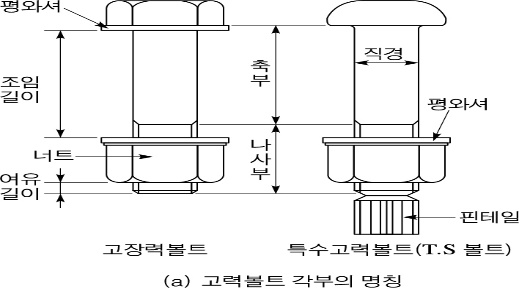 평와셔
조임
길이
축부
직경
평와셔
너트
나사부
여유
길이
핀테일
고장력볼트
특수고력볼트(T.S 볼트)
(a) 고력볼트 각부의 명칭